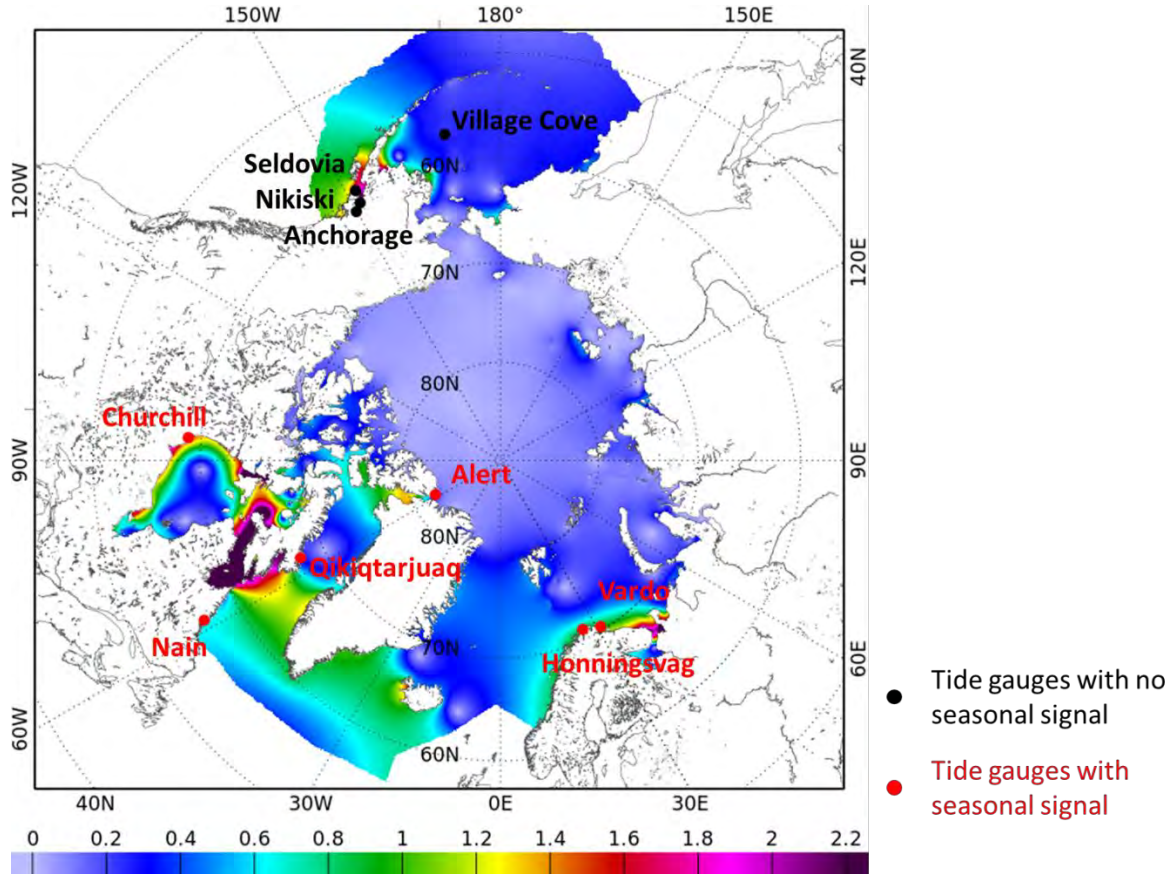 150W 180° 150E
40N
Village Cove
60N
Seldovia
Nikiski
Anchorage
120W
120E
70N
80N
Churchill
90W
90E
Alert
80N
Qikiqtarjuaq
Vardo
Nain
70N
Honningsvag
60W
60E
60N
40N 30W 0E 30E
0 0.2 0.4 0.6 0.8 1 1.2 1.4 1.6 1.8 2 2.2
Tide gauges with no
seasonal signal
Tide gauges with
seasonal signal